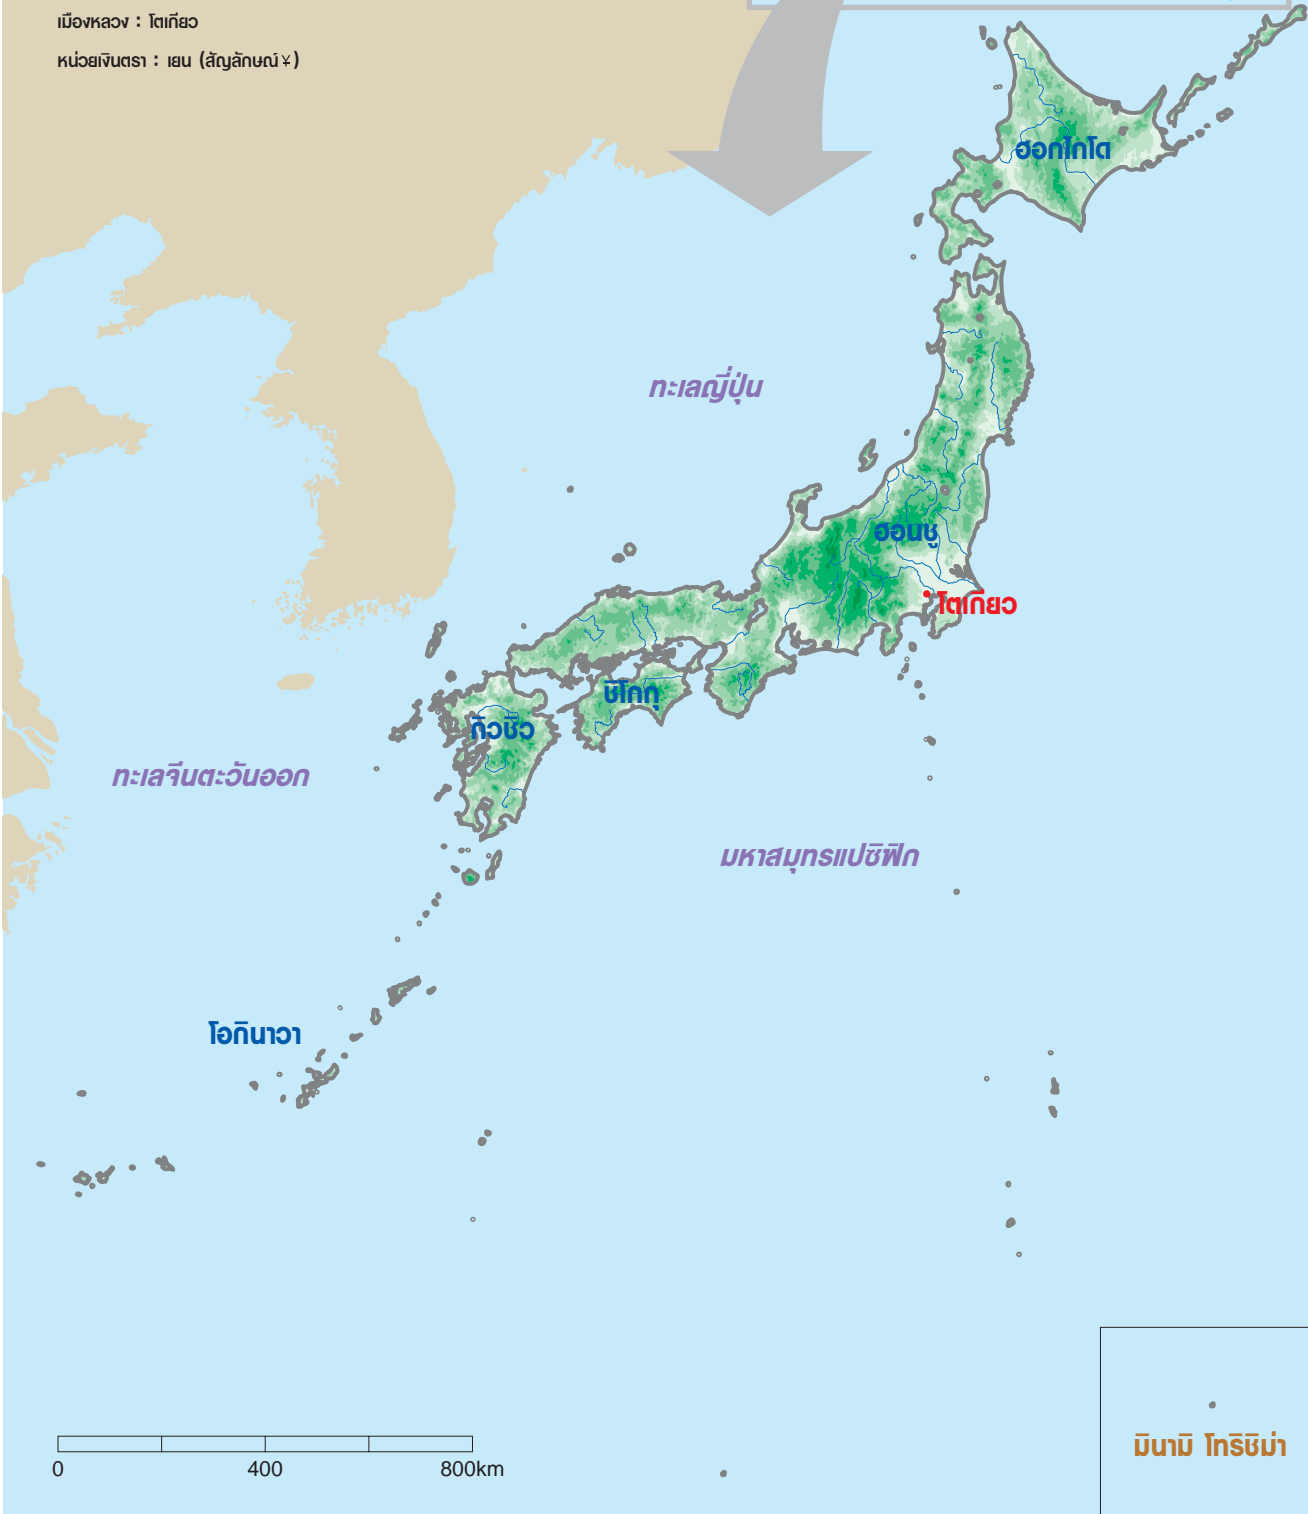 เมืองหลวง : โตเกียว
หน่วยเงินตรา : เยน (สัญลักษณ์ ¥)
ฮอกไกโด
ทะเลญี่ปุ่น
ฮอนชู
โตเกียว
ชิโกกุ
กิวชิว
ทะเลจีนตะวันออก
มหาสมุทรแปซิฟิก
โอกินาวา
มินามิ โทริชิม่า
0 400 800km